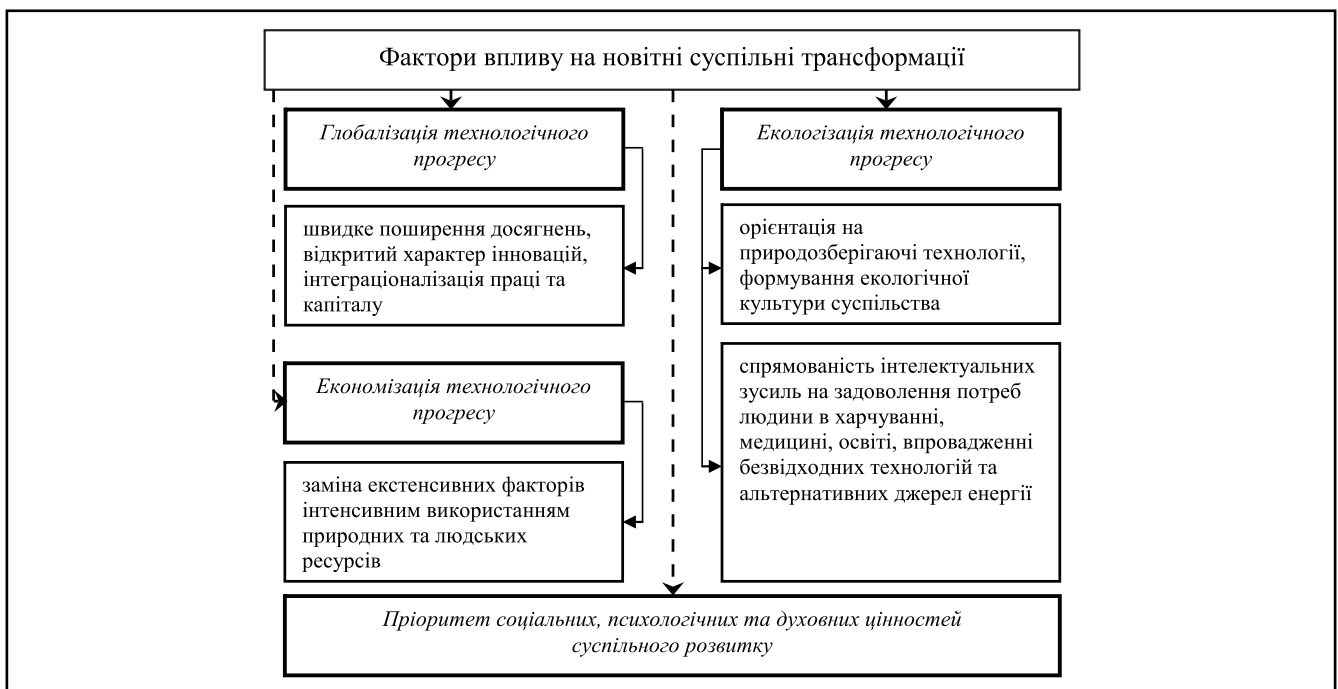 Фактори впливу на новітні суспільні трансформації
Глобалізація технологічного
прогресу
швидке поширення досягнень,
відкритий характер інновацій,
інтеграціоналізація праці та
капіталу
Економізація технологічного
прогресу
заміна екстенсивних факторів
інтенсивним використанням
природних та людських
ресурсів
Екологізація технологічного
прогресу
орієнтація на
природозберігаючі технології,
формування екологічної
культури суспільства
спрямованість інтелектуальних
зусиль на задоволення потреб
людини в харчуванні,
медицині, освіті, впровадженні
безвідходних технологій та
альтернативних джерел енергії
Пріоритет соціальних, психологічних та духовних цінностей
суспільного розвитку